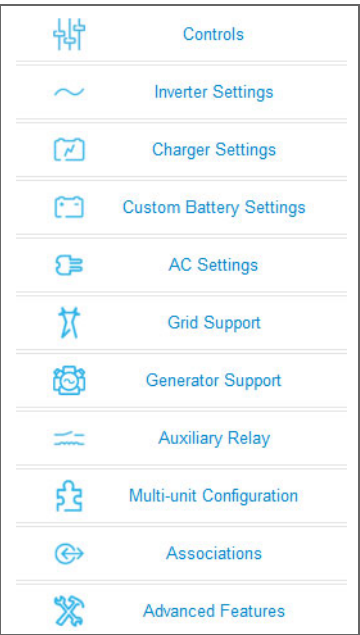 Controls
Inverter Settings
Charger Settings
Custom Battery Settings
AC Settings
Grid Support
Generator Support
Auxiliary Relay
Multi-unit Configuration
Associations
Advanced Features